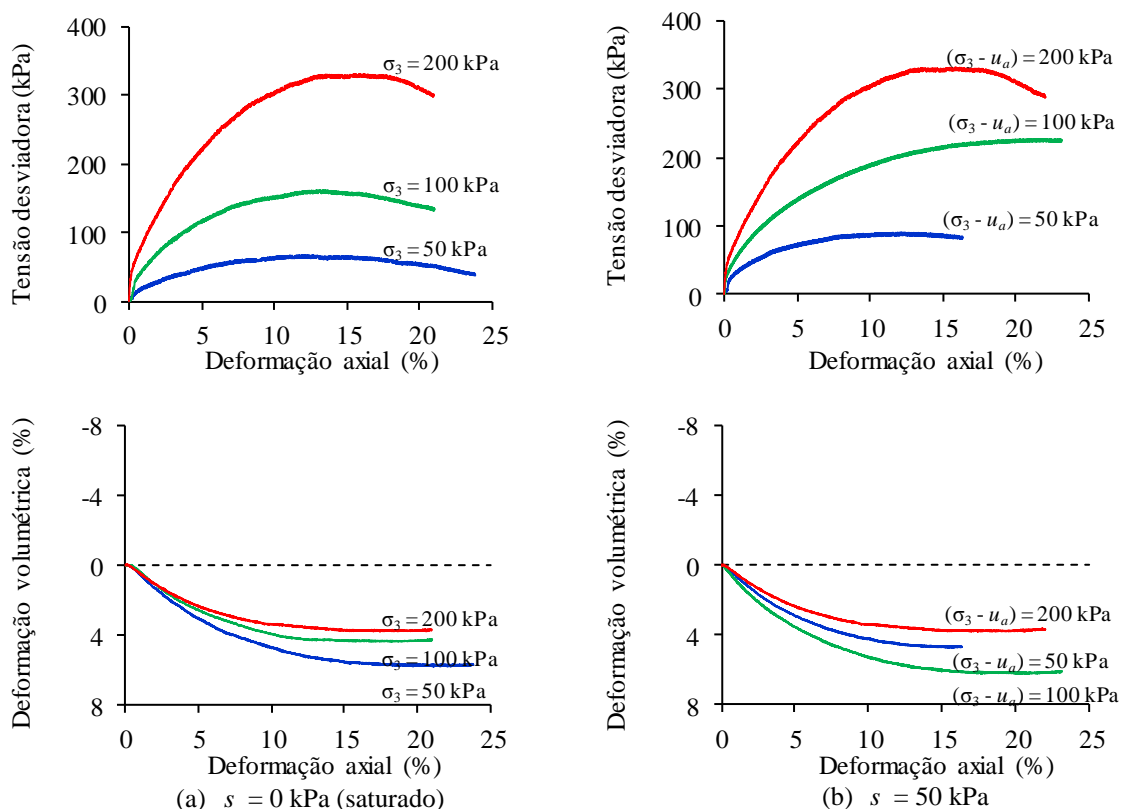 Tensão desviadora (kPa)
400
300
200
100
0
σ3 = 200 kPa
σ3 = 100 kPa
σ3 = 50 kPa
0 5 10 15 20 25
Deformação axial (%)
Tensão desviadora (kPa)
400
300
200
100
0
(σ3 - ua) = 200 kPa
(σ3 - ua) = 100 kPa
(σ3 - ua) = 50 kPa
0 5 10 15 20 25
Deformação axial (%)
Deformação volumétrica (%)
-8
-4
0
4
8
σ3 = 200 kPa
σ3 = 100 kPa
σ3 = 50 kPa
0 5 10 15 20 25
Deformação axial (%)
(a) s = 0 kPa (saturado)
Deformação volumétrica (%)
-8
-4
0
4
8
(σ3 - ua) = 200 kPa
(σ3 - ua) = 50 kPa
(σ3 - ua) = 100 kPa
0 5 10 15 20 25
Deformação axial (%)
(b) s = 50 kPa